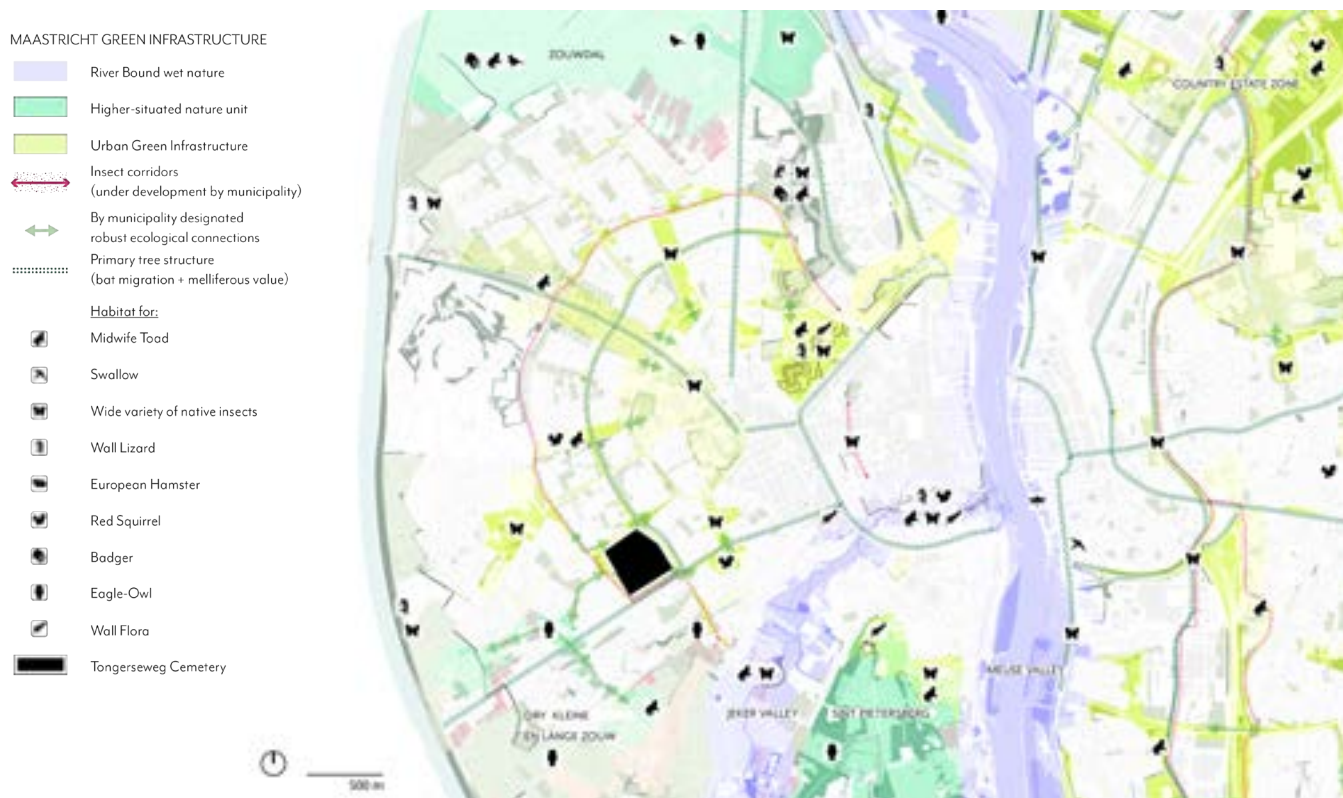 MAASTRICHT GREEN INFRASTRUCTURE
River Bound wet nature
Higher-situated nature unit
Urban Green Infrastructure
Insect corridors
(under development by municipality)
By municipality designated
robust ecological connections
Primary tree structure
(bat migration + melliferous value)
Habitat for:
Midwife Toad
Swallow
Wide variety of native insects
Wall Lizard
European Hamster
Red Squirrel
Badger
Eagle-Owl
Wall Flora
Tongerseweg Cemetery
500 m
ZOUWDAL
COUNTRY ESTATE ZONE
MEUSE VALLEY
JEKER VALLEY
SINT PIETERSBERG
DRY KLEINE
EN LANGE ZOUW